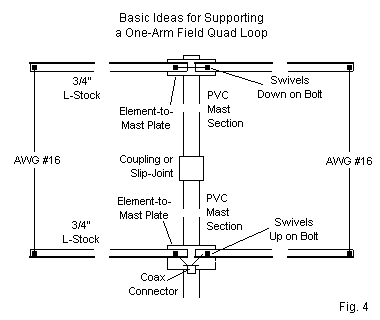 Basic Ideas for Supporting
a One-Arm Field Quad Loop
3/4"
L-Stock
Element-to-
Mast Plate
PVC
Mast
Section
Swivels
Down on Bolt
AWG #16
Coupling or
Slip-Joint
AWG #16
3/4"
L-Stock
Element-to-
Mast Plate
PVC
Mast
Section
Swivels
Up on Bolt
Coax
Connector
Fig. 4